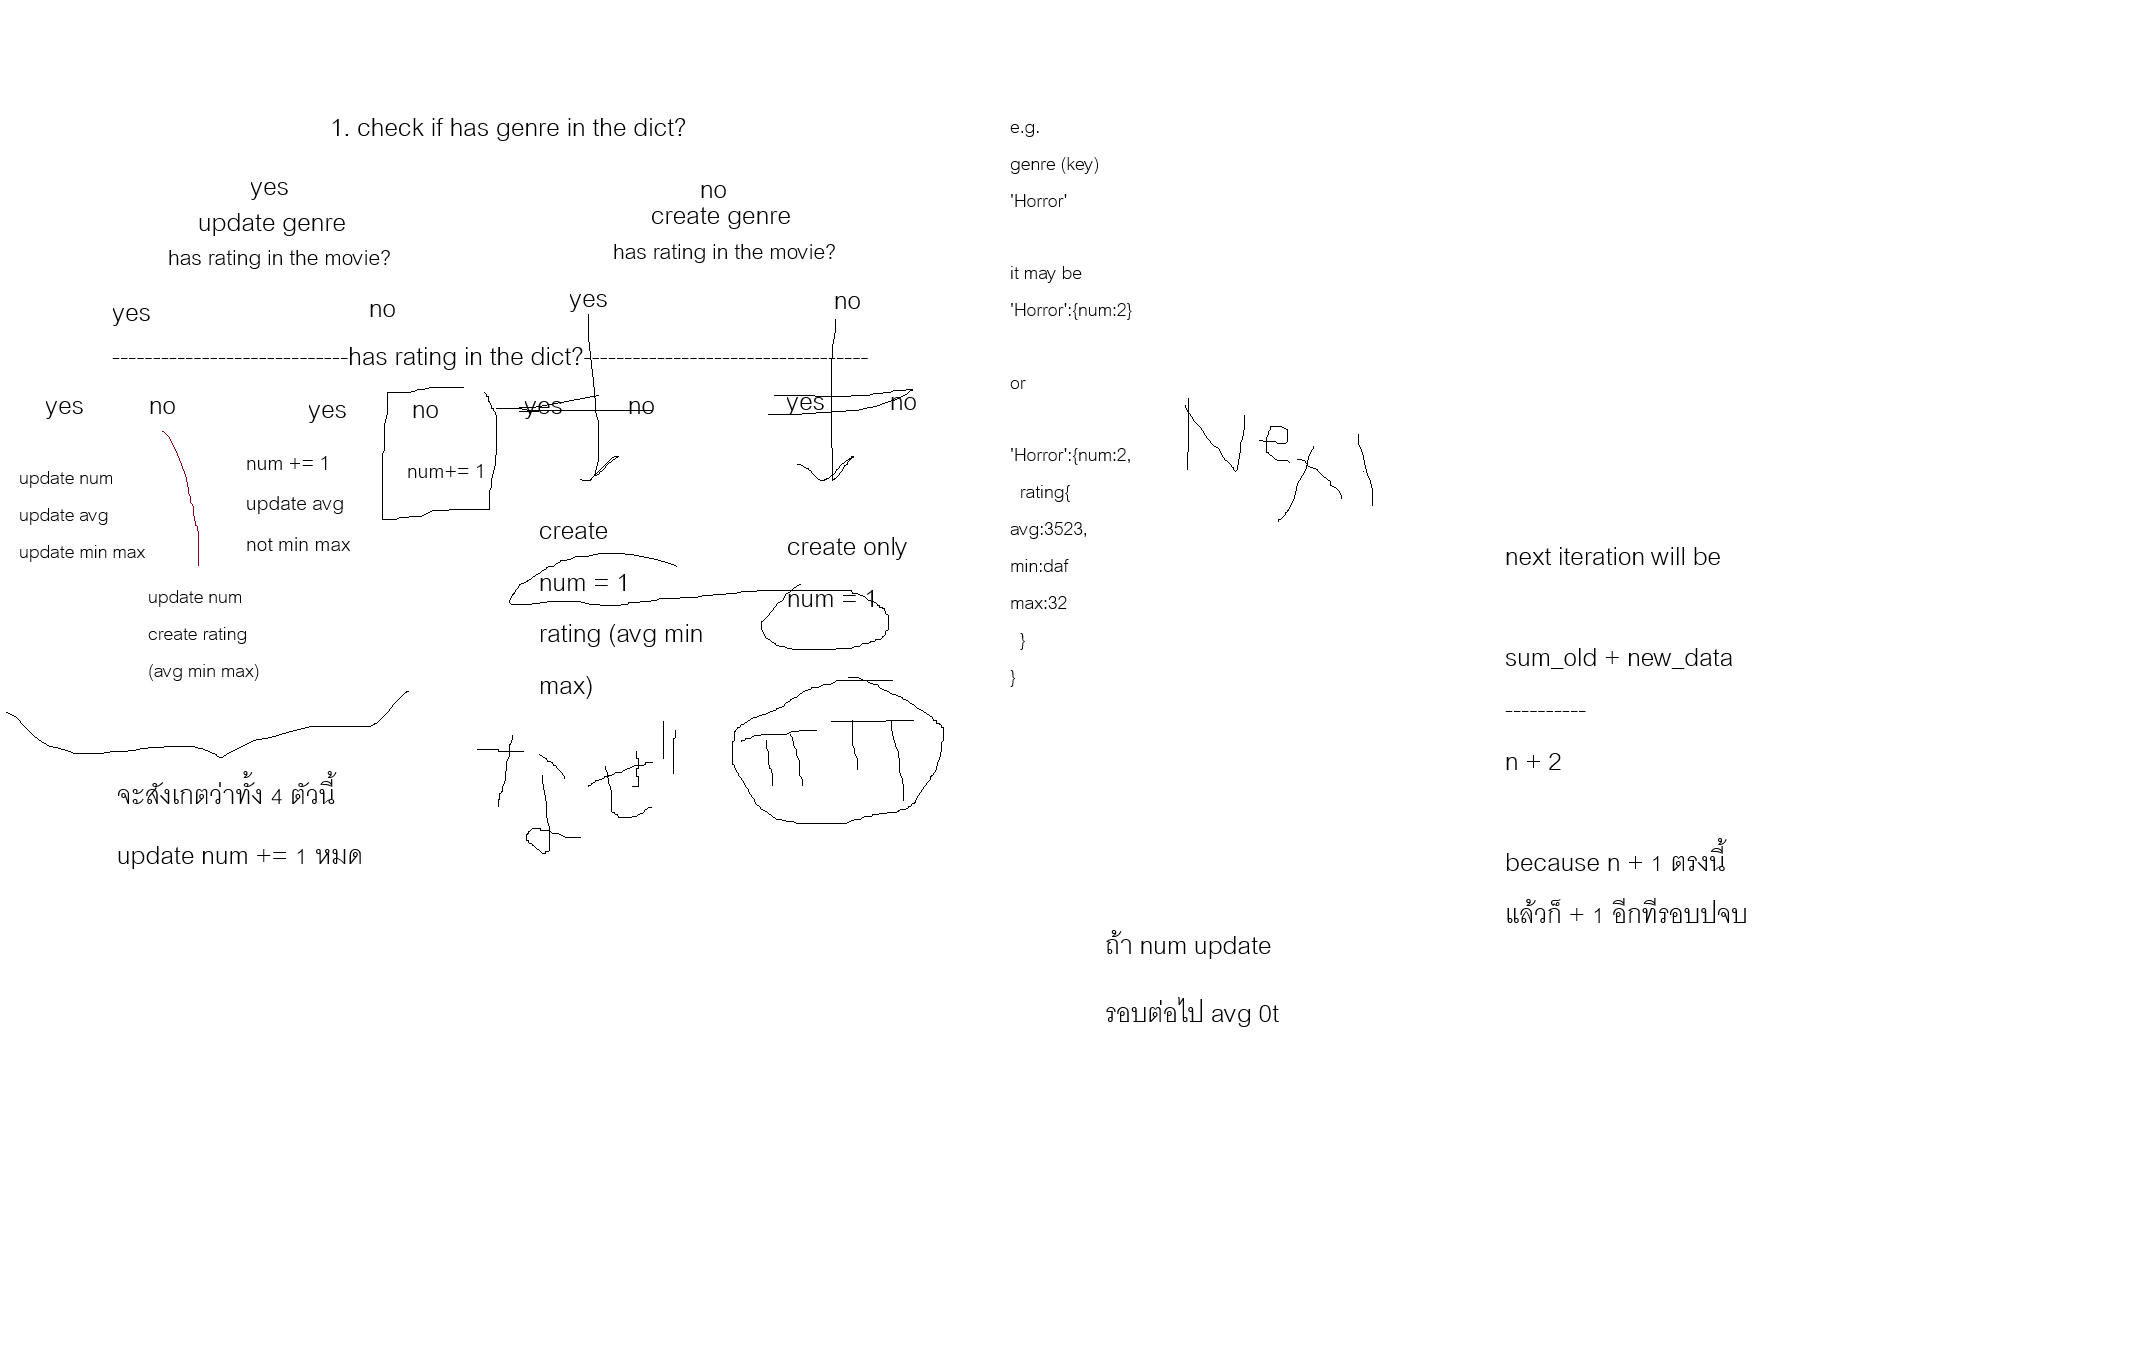 1. check if has genre in the dict?
yes
update genre
has rating in the movie?
no
create genre
has rating in the movie?
yes
no
yes
no
----------------------------has rating in the dict?-----------------------------------
yes
no
yes
no
yes
no
yes
no
update num
update avg
update min max
update num
create rating
(avg min max)
num += 1
update avg
not min max
num+= 1
create
num = 1
rating (avg min
max)
create only
num = 1
จะสังเกตว่าทั้ง 4 ตัวนี้
update num += 1 หมด
e.g.
genre (key)
'Horror'
it may be
'Horror':{num:2}
or
'Horror':{num:2,
rating{
avg:3523,
min:daf
max:32
}
}
Nex
ถ้า num update
รอบต่อไป avg 0t
next iteration will be
sum_old + new_data
----------
n + 2
because n + 1 ตรงนี้
แล้วก็ + 1 อีกทีรอบปจบ